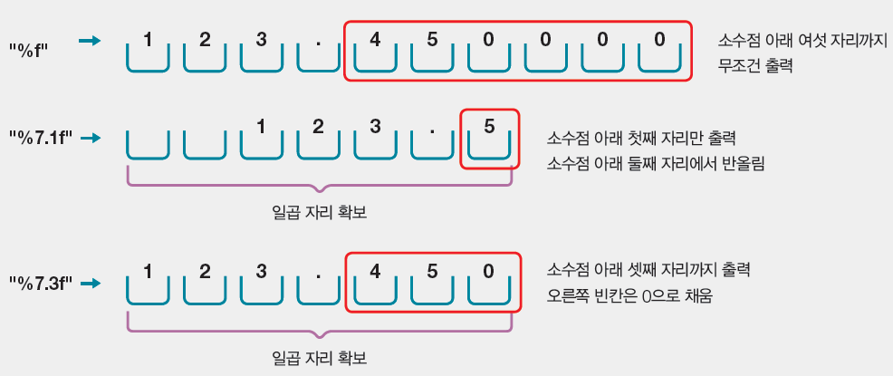 "%f" → 1 2 3 . 4 5 0 0 0 0
소수점 아래 여섯 자리까지
무조건 출력
"%7.1f" → 1 2 3 . 5
소수점 아래 첫째 자리만 출력
소수점 아래 둘째 자리에서 반올림
일곱 자리 확보
"%7.3f" → 1 2 3 . 4 5 0
소수점 아래 셋째 자리까지 출력
오른쪽 빈칸은 0으로 채움
일곱 자리 확보